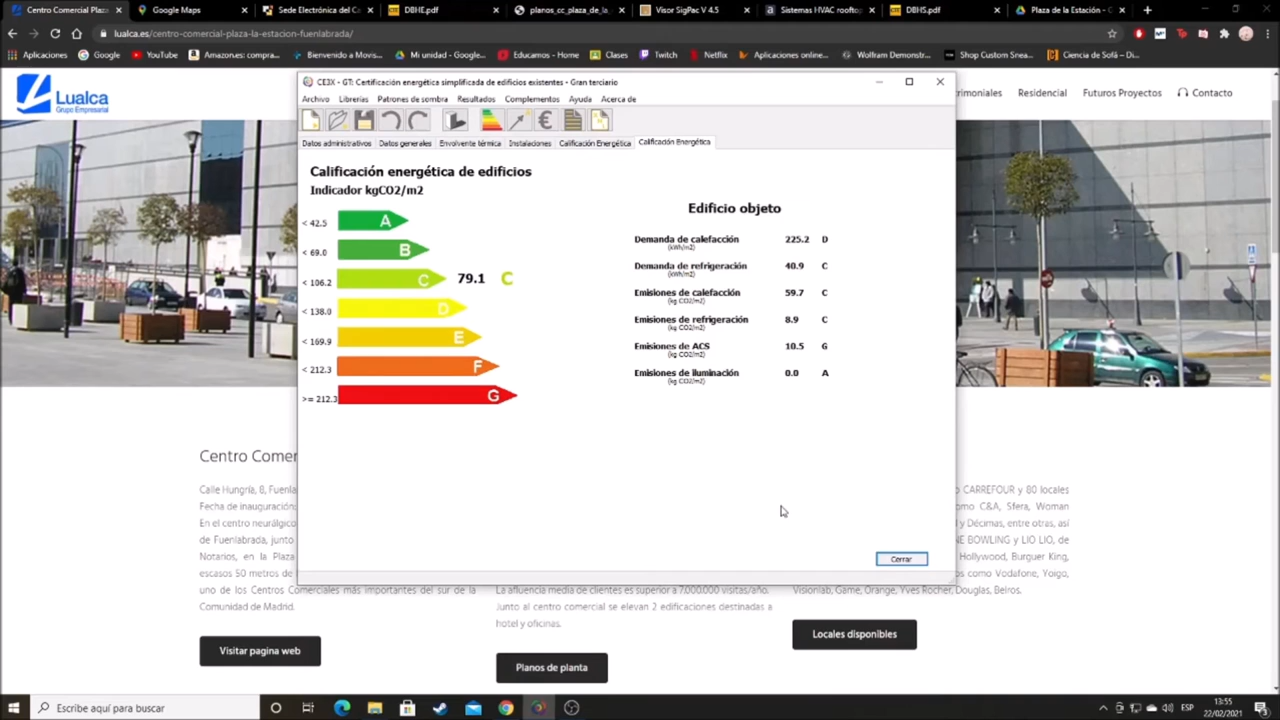 Centro Comercial Plaz
Google Maps
Sede Electrónica del Ca
DBHE.pdf
planos_cc_plaza_de_la_
Visor SigPac V 4.5
Sistemas HVAC rooftop
DBHS.pdf
Plaza de la Estación - G
lualca.es/centro-comercial-plaza-la-estacion-fuenlabrada/
Aplicaciones
Google
YouTube
Amazones: compra...
Bienvenido a Movis...
Mi unidad - Google...
Educamos - Home
Clases
Twitch
Netflix
Aplicaciones online...
Wolfram Demonstr...
Shop Custom Snea...
Ciencia de Sofá - Di...
Lualca
Grupo Empresarial
rimoniales
Residencial
Futuros Proyectos
Contacto
CE3X - GT: Certificación energética simplificada de edificios existentes - Gran terciario
Archivo Librerías Patrones de sombra Resultados Complementos Ayuda Acerca de
Datos administrativos Datos generales Envolvente térmica Instalaciones Calificación Energética Calificación Energética
Calificación energética de edificios
Indicador kgCO2/m2
< 42.5 A
< 69.0 B
< 106.2 C 79.1 C
< 138.0 D
< 169.9 E
< 212.3 F
>= 212.3 G
Edificio objeto
Demanda de calefacción 225.2 D
(kWh/m2)
Demanda de refrigeración 40.9 C
(kWh/m2)
Emisiones de calefacción 59.7 C
(kg CO2/m2)
Emisiones de refrigeración 8.9 C
(kg CO2/m2)
Emisiones de ACS 10.5 G
(kg CO2/m2)
Emisiones de iluminación 0.0 A
(kg CO2/m2)
Cerrar
Centro Comer
Calle Hungría, 8, Fuenla
Fecha de inauguración:
En el centro neurálgico
de Fuenlabrada, junto
Notarios, en la Plaza
escasos 50 metros de
uno de los Centros Comerciales más importantes del sur de la
Comunidad de Madrid.
Visitar pagina web
La afluencia media de clientes es superior a 7.000.000 visitas/año.
Junto al centro comercial se elevan 2 edificaciones destinadas a
hotel y oficinas.
Planos de planta
o CARREFOUR y 80 locales
omo C&A, Sfera, Woman
l y Décimas, entre otras, así
NE BOWLING y LIO LIO, de
Hollywood, Burguer King,
os como Vodafone, Yoigo,
Visionlab, Game, Orange, Yves Rocher, Douglas, Beiros.
Locales disponibles
Escribe aquí para buscar
ESP
13:55
22/02/2021